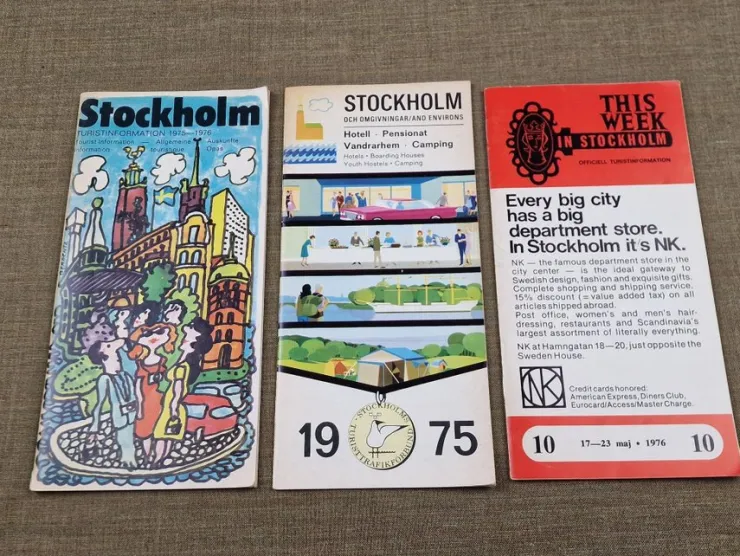 Stockholm
TURISTINFORMATION 1975–1976
Tourist Information — Allgemeine Auskünfte
Information touristique
STOCKHOLM
OCH OMGIVNINGAR/AND ENVIRONS
Hotell · Pensionat
Vandrarhem · Camping
Hotels · Boarding Houses
Youth Hostels · Camping
STOCKHOLMS
TURISTTRAFIKFÖRBUND
19 75
THIS
WEEK
IN STOCKHOLM
OFFICIELL TURISTINFORMATION
Every big city
has a big
department store.
In Stockholm it's NK.
NK — the famous department store in the
city center — is the ideal gateway to
Swedish design, fashion and exquisite gifts.
Complete shopping and shipping service,
15% discount (= value added tax) on all
articles shipped abroad.
Post office, women's and men's hair-
dressing, restaurants and Scandinavia's
largest assortment of literally everything.
NK at Hamngatan 18—20, just opposite the
Sweden House.
NK
Credit cards honored:
American Express, Diners Club,
Eurocard/Access/Master Charge.
10 17—23 maj • 1976 10